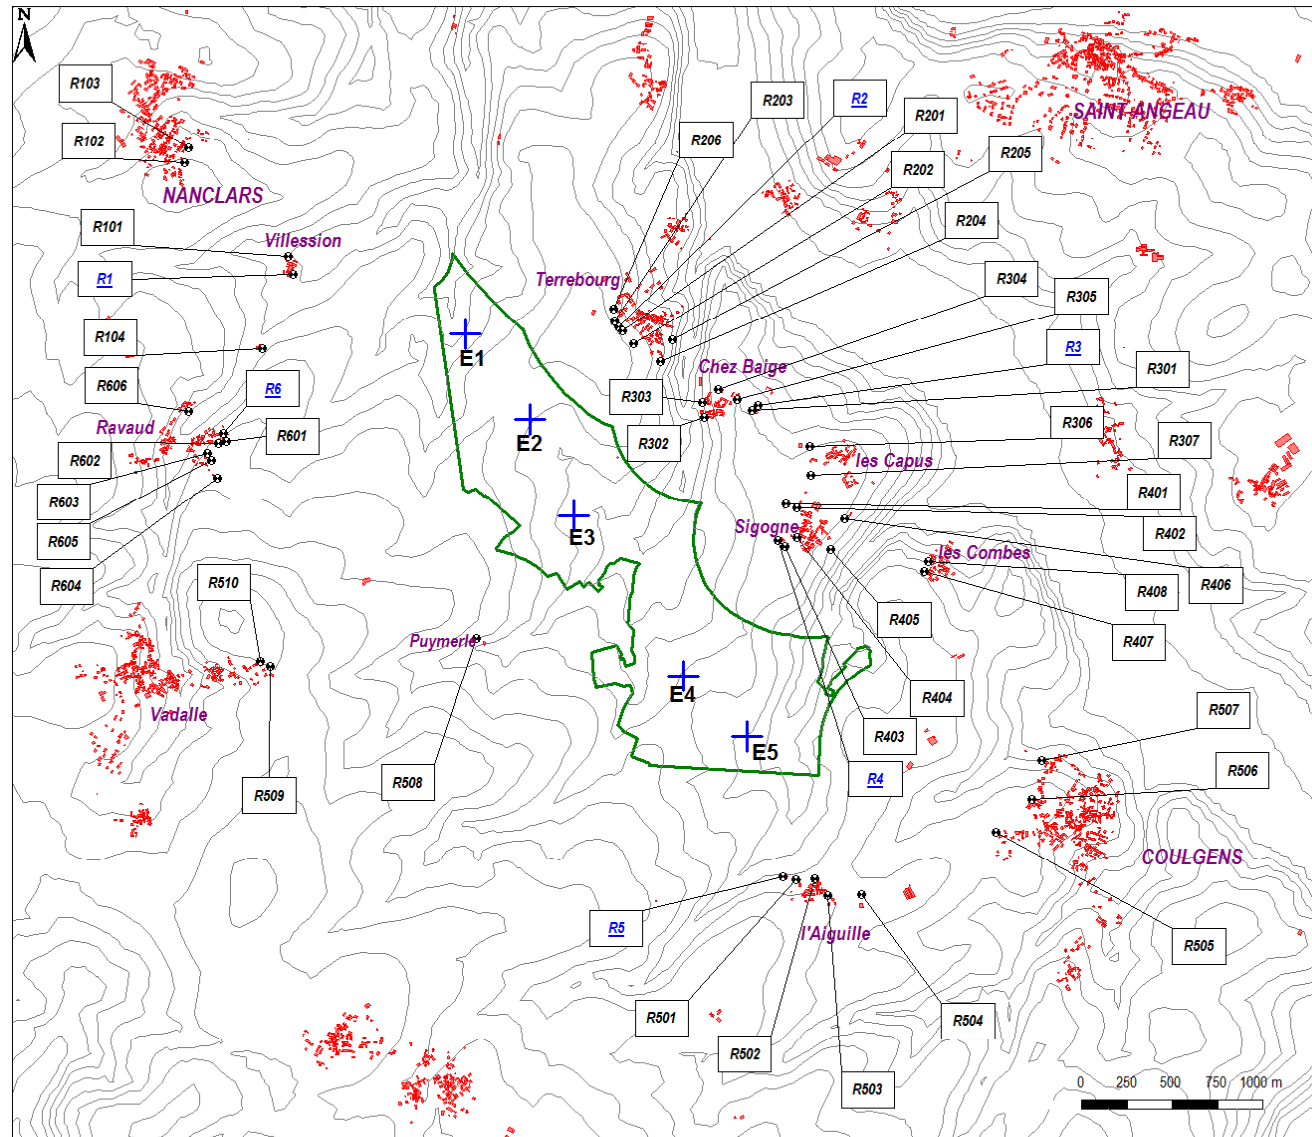 N
R103
R102
NANCLARS
R101
Villession
R1
R104
R606
R6
Ravaud
R601
R602
R603
R605
R604
R510
Vadalle
R509
Puymerle
R508
R206
R203
R2
R201
R202
R205
R204
SAINT-ANGEAU
Terrebourg
R304
R305
R3
R301
Chez Baige
R303
R302
R306
R307
les Capus
R401
R402
Sigogne
les Combes
R406
R408
R407
R405
R404
R403
R4
E1
E2
E3
E4
E5
R507
R506
COULGENS
R505
R5
l'Aiguille
R501
R502
R503
R504
0 250 500 750 1000 m